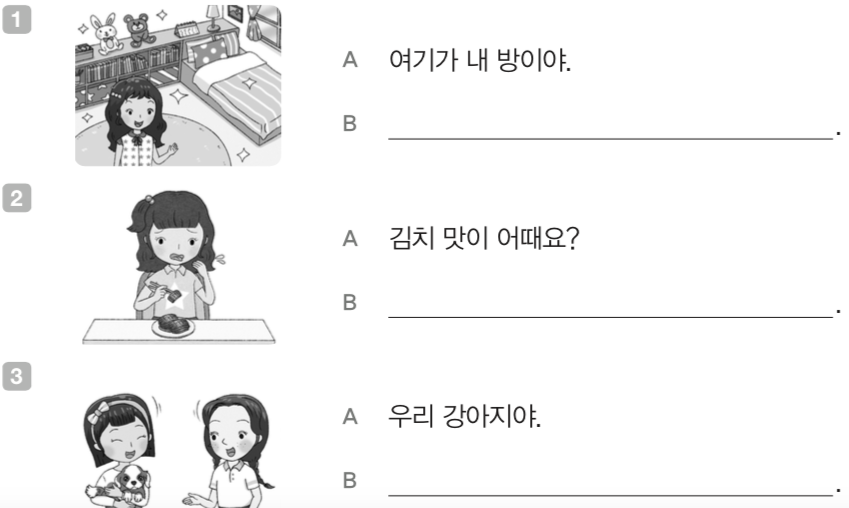 1
A 여기가 내 방이야.
B .
2
A 김치 맛이 어때요?
B .
3
A 우리 강아지야.
B .